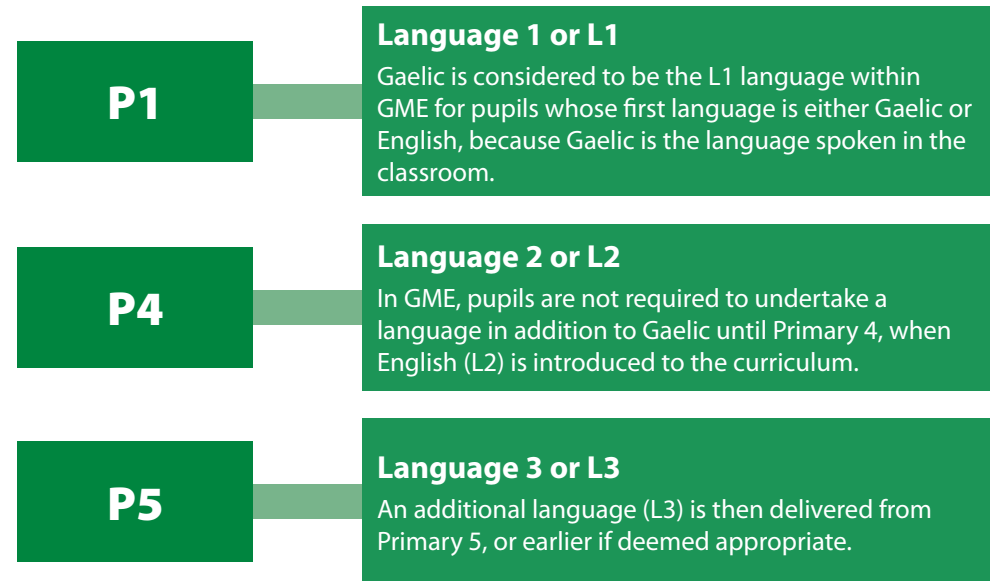 P1
Language 1 or L1
Gaelic is considered to be the L1 language within
GME for pupils whose first language is either Gaelic or
English, because Gaelic is the language spoken in the
classroom.
P4
Language 2 or L2
In GME, pupils are not required to undertake a
language in addition to Gaelic until Primary 4, when
English (L2) is introduced to the curriculum.
P5
Language 3 or L3
An additional language (L3) is then delivered from
Primary 5, or earlier if deemed appropriate.